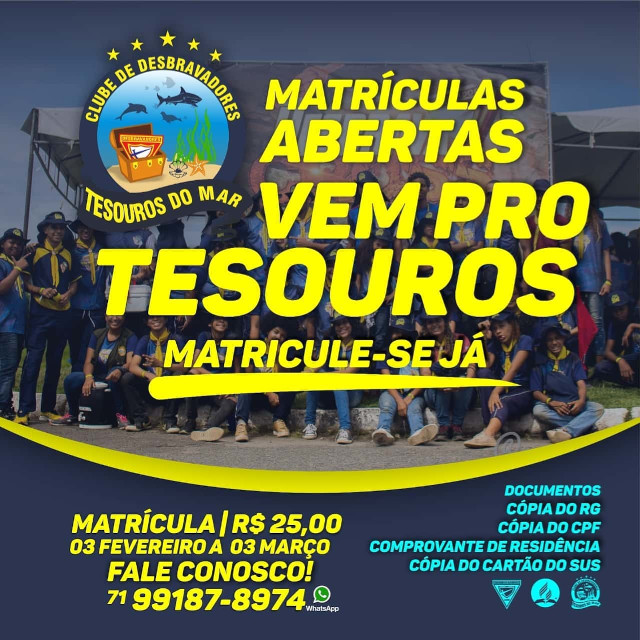 CLUBE DE DESBRAVADORES
TESOUROS DO MAR
MATRÍCULAS
ABERTAS
VEM PRO
TESOUROS
MATRICULE-SE JÁ
MATRÍCULA | R$ 25,00
03 FEVEREIRO A 03 MARÇO
FALE CONOSCO!
71 99187-8974
WhatsApp
DOCUMENTOS
CÓPIA DO RG
CÓPIA DO CPF
COMPROVANTE DE RESIDÊNCIA
CÓPIA DO CARTÃO DO SUS